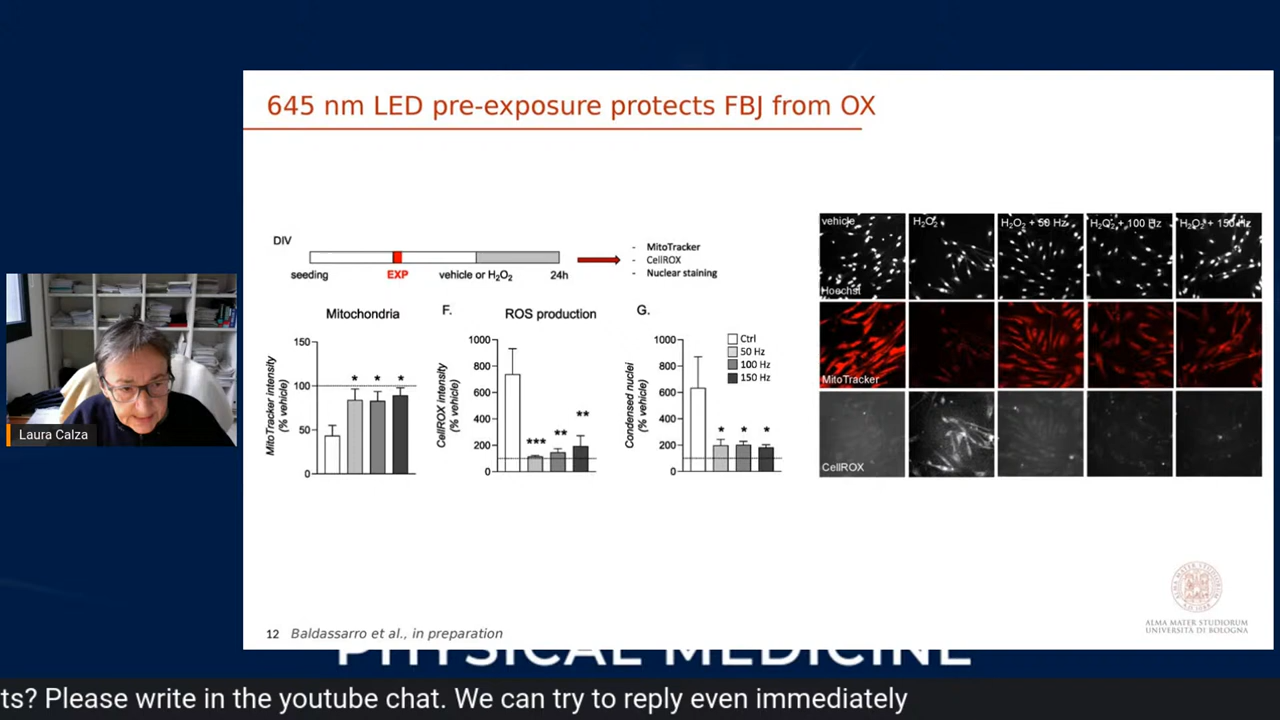 645 nm LED pre-exposure protects FBJ from OX
DIV
seeding
EXP
vehicle or H₂O₂
24h
- MitoTracker
- CellROX
- Nuclear staining
Mitochondria
MitoTracker intensity
(% vehicle)
150
100
50
0
* * *
F.
ROS production
CellROX intensity
(% vehicle)
1000
800
600
400
200
0
*** ** **
G.
Condensed nuclei
(% vehicle)
1000
800
600
400
200
0
* * *
Ctrl
50 Hz
100 Hz
150 Hz
vehicle
H₂O₂
H₂O₂ + 50 Hz
H₂O₂ + 100 Hz
H₂O₂ + 150 Hz
Hoechst
MitoTracker
CellROX
Laura Calza
ALMA MATER STUDIORUM
UNIVERSITÀ DI BOLOGNA
12 Baldassarro et al., in preparation
PHYSICAL MEDICINE
ts? Please write in the youtube chat. We can try to reply even immediately